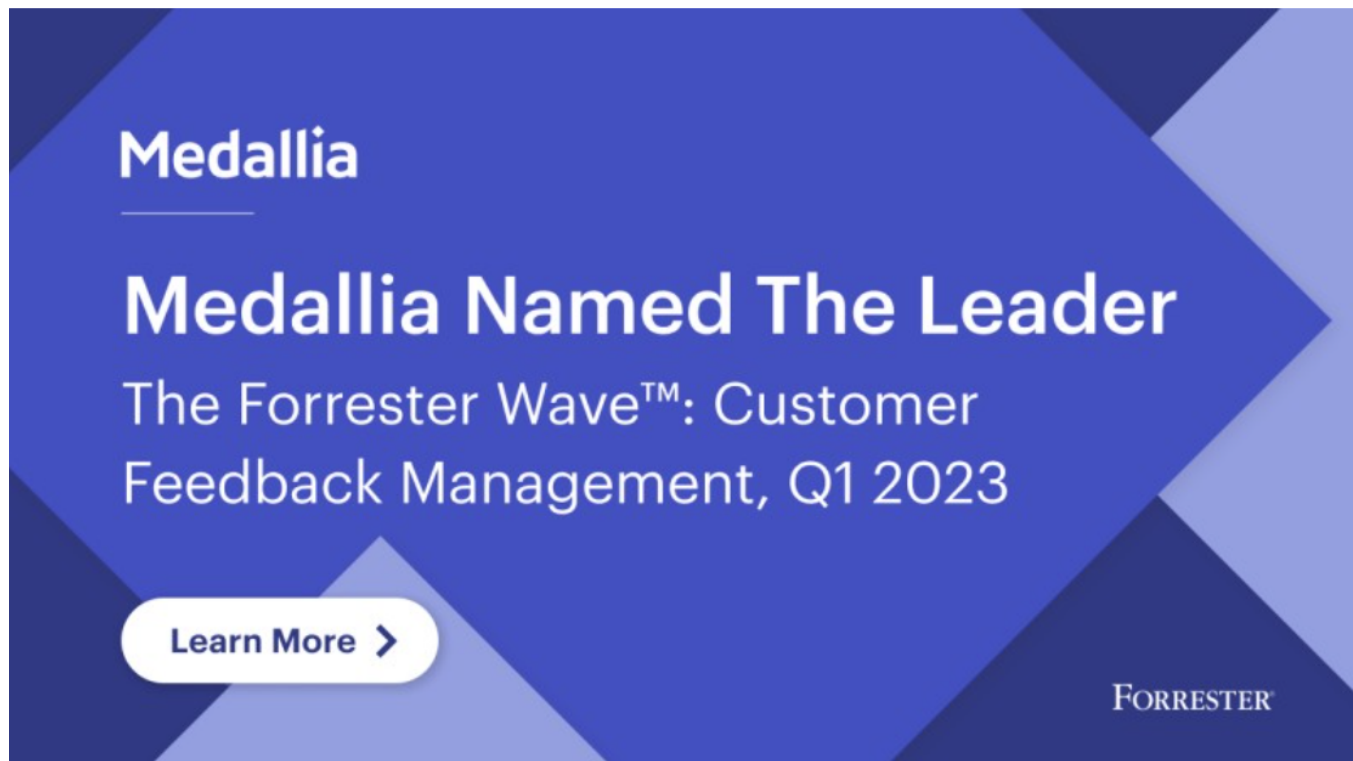 Medallia
Medallia Named The Leader
The Forrester Wave™: Customer
Feedback Management, Q1 2023
Learn More
FORRESTER®